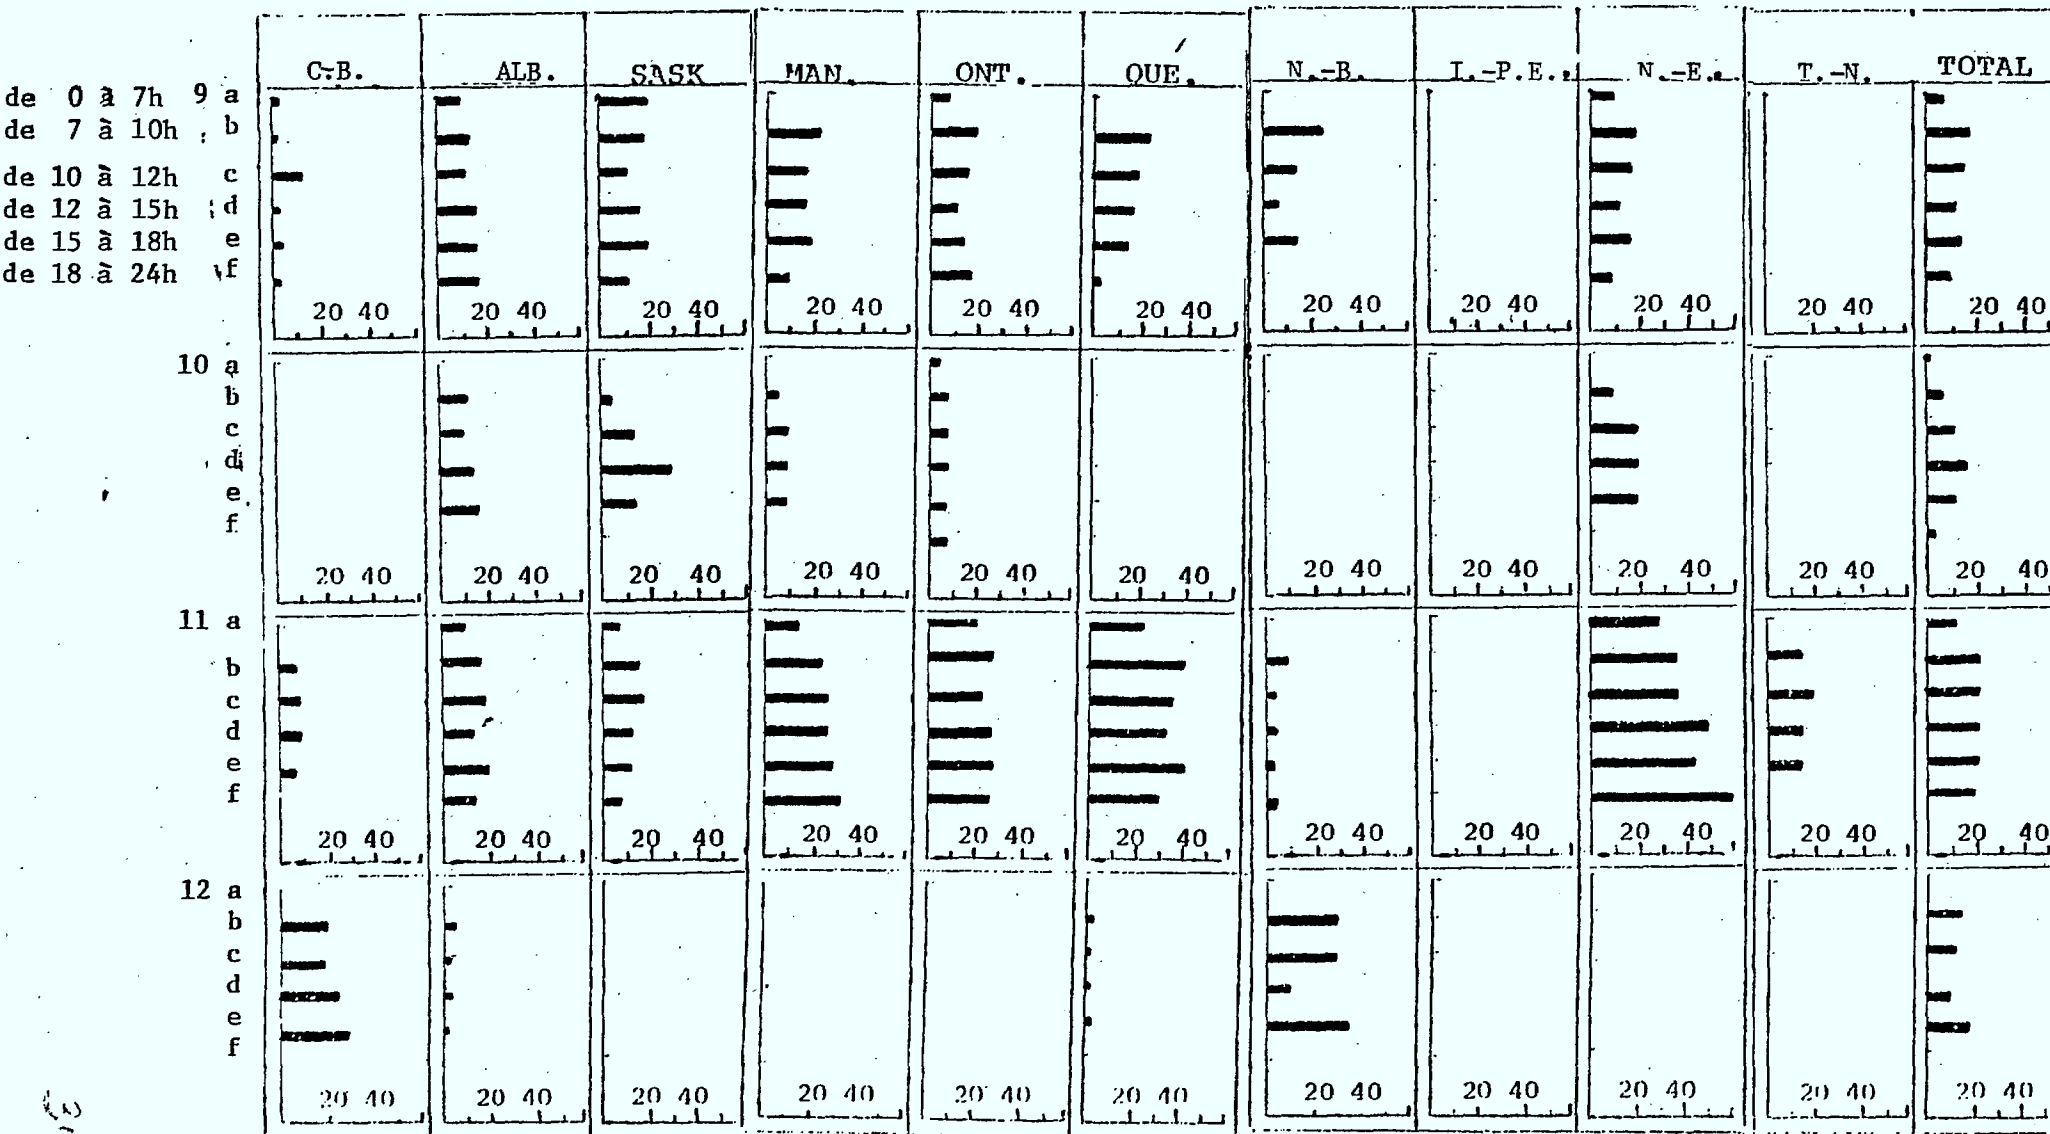 C.B. ALB. SASK MAN. ONT. QUE. N.-B. I.-P.E. N.-E. T.-N. TOTAL
de 0 à 7h 9 a
de 7 à 10h b
de 10 à 12h c
de 12 à 15h d
de 15 à 18h e
de 18 à 24h f
20 40 20 40 20 40 20 40 20 40 20 40 20 40 20 40 20 40 20 40 20 40
10 a
b
c
d
e
f
20 40 20 40 20 40 20 40 20 40 20 40 20 40 20 40 20 40 20 40 20 40
11 a
b
c
d
e
f
20 40 20 40 20 40 20 40 20 40 20 40 20 40 20 40 20 40 20 40 20 40
12 a
b
c
d
e
f
20 40 20 40 20 40 20 40 20 40 20 40 20 40 20 40 20 40 20 40 20 40